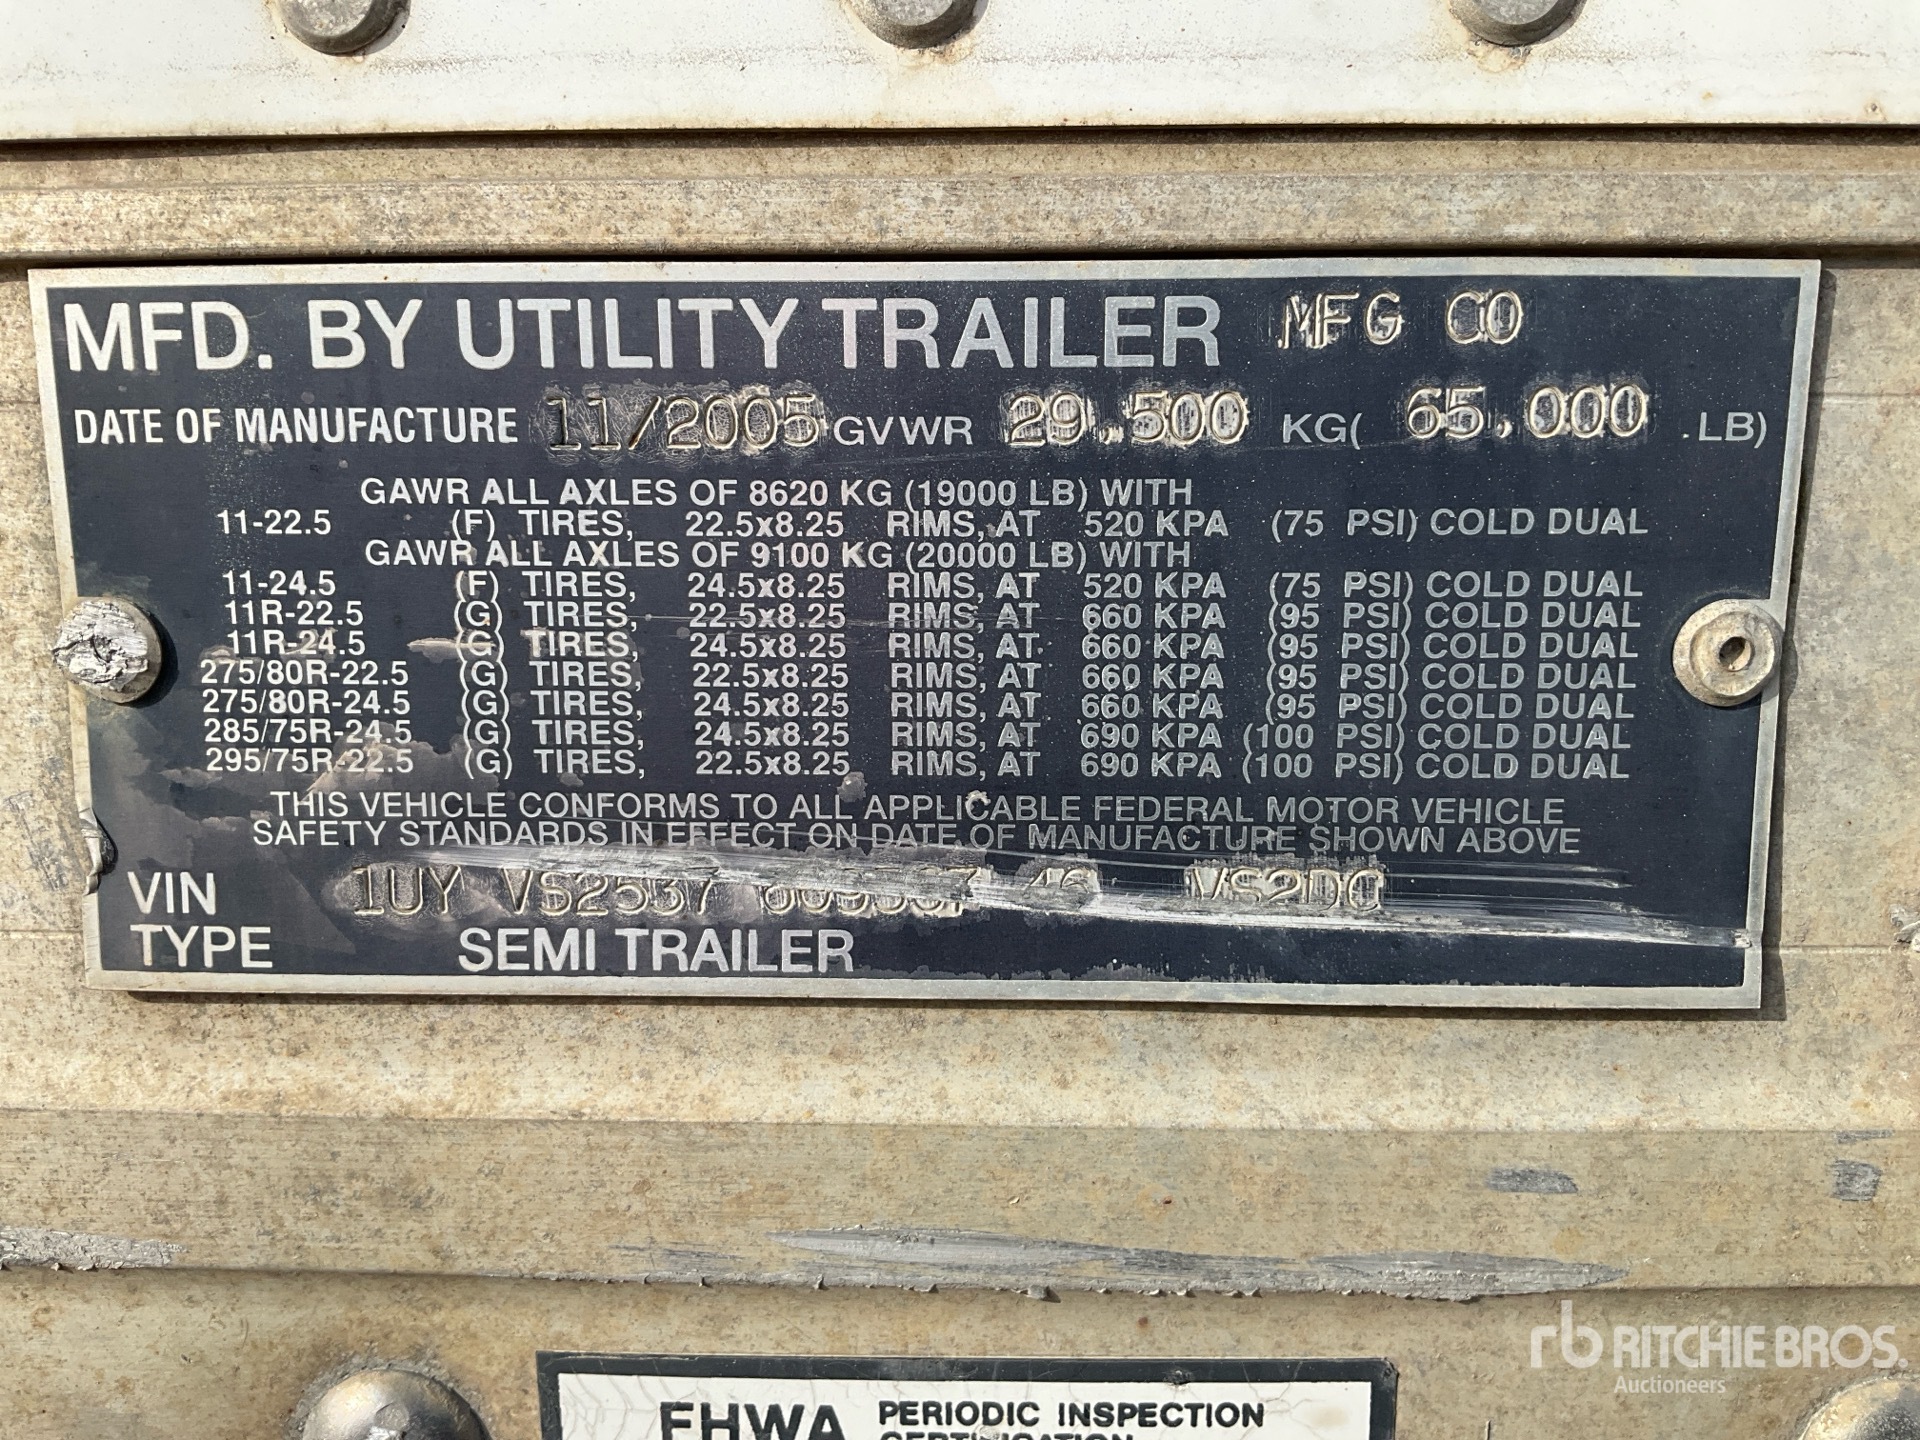 MFD. BY UTILITY TRAILER MFG CO
DATE OF MANUFACTURE 11/2005 GVWR 29.500 KG( 65,000 .LB)
GAWR ALL AXLES OF 8620 KG (19000 LB) WITH
11-22.5 (F) TIRES, 22.5x8.25 RIMS, AT 520 KPA (75 PSI) COLD DUAL
GAWR ALL AXLES OF 9100 KG (20000 LB) WITH
11-24.5 (F) TIRES, 24.5x8.25 RIMS, AT 520 KPA (75 PSI) COLD DUAL
11R-22.5 (G) TIRES, 22.5x8.25 RIMS, AT 660 KPA (95 PSI) COLD DUAL
11R-24.5 (G) TIRES, 24.5x8.25 RIMS, AT 660 KPA (95 PSI) COLD DUAL
275/80R-22.5 (G) TIRES, 22.5x8.25 RIMS, AT 660 KPA (95 PSI) COLD DUAL
275/80R-24.5 (G) TIRES, 24.5x8.25 RIMS, AT 660 KPA (95 PSI) COLD DUAL
285/75R-24.5 (G) TIRES, 24.5x8.25 RIMS, AT 690 KPA (100 PSI) COLD DUAL
295/75R-22.5 (G) TIRES, 22.5x8.25 RIMS, AT 690 KPA (100 PSI) COLD DUAL
THIS VEHICLE CONFORMS TO ALL APPLICABLE FEDERAL MOTOR VEHICLE
SAFETY STANDARDS IN EFFECT ON DATE OF MANUFACTURE SHOWN ABOVE
VIN 1UY VS2537 46 VS2DC
TYPE SEMI TRAILER
FHWA PERIODIC INSPECTION
CERTIFICATION
rb RITCHIE BROS.
Auctioneers